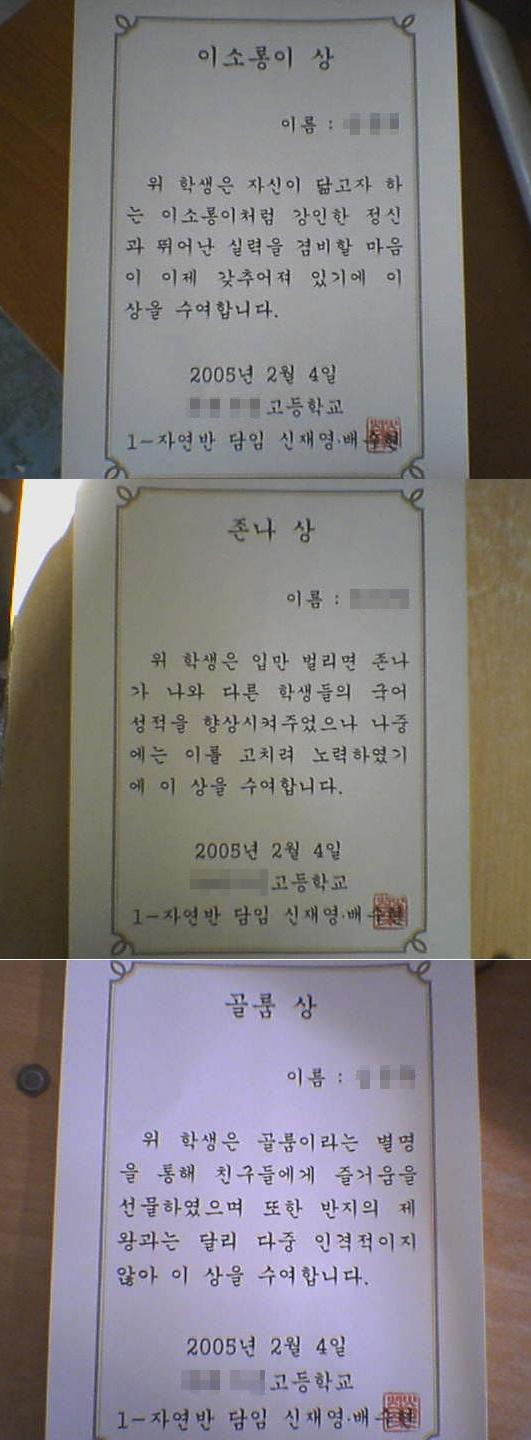 이소룡이 상
이름 :
위 학생은 자신이 닮고자 하
는 이소룡이처럼 강인한 정신
과 뛰어난 실력을 겸비할 마음
이 이제 갖추어져 있기에 이
상을 수여합니다.
2005년 2월 4일
고등학교
1-자연반 담임 신재영·배수현
존나 상
이름 :
위 학생은 입만 벌리면 존나
가 나와 다른 학생들의 국어
성적을 향상시켜주었으나 나중
에는 이를 고치려 노력하였기
에 이 상을 수여합니다.
2005년 2월 4일
고등학교
1-자연반 담임 신재영·배수현
골룸 상
이름 :
위 학생은 골룸이라는 별명
을 통해 친구들에게 즐거움을
선물하였으며 또한 반지의 제
왕과는 달리 다중 인격적이지
않아 이 상을 수여합니다.
2005년 2월 4일
고등학교
1-자연반 담임 신재영·배수현